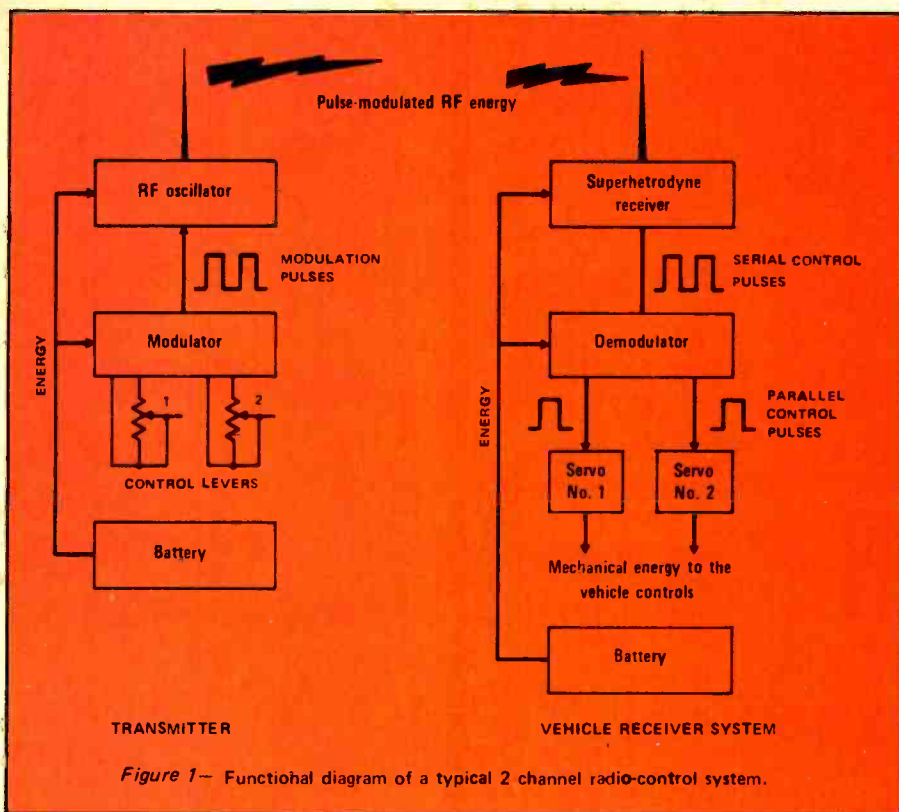 Pulse-modulated RF energy
RF oscillator
MODULATION
PULSES
Modulator
1
2
CONTROL LEVERS
ENERGY
Battery
TRANSMITTER
Superhetrodyne
receiver
SERIAL CONTROL
PULSES
Demodulator
PARALLEL
CONTROL
PULSES
ENERGY
Servo
No. 1
Servo
No. 2
Mechanical energy to the
vehicle controls
Battery
VEHICLE RECEIVER SYSTEM
Figure 1— Functional diagram of a typical 2 channel radio-control system.